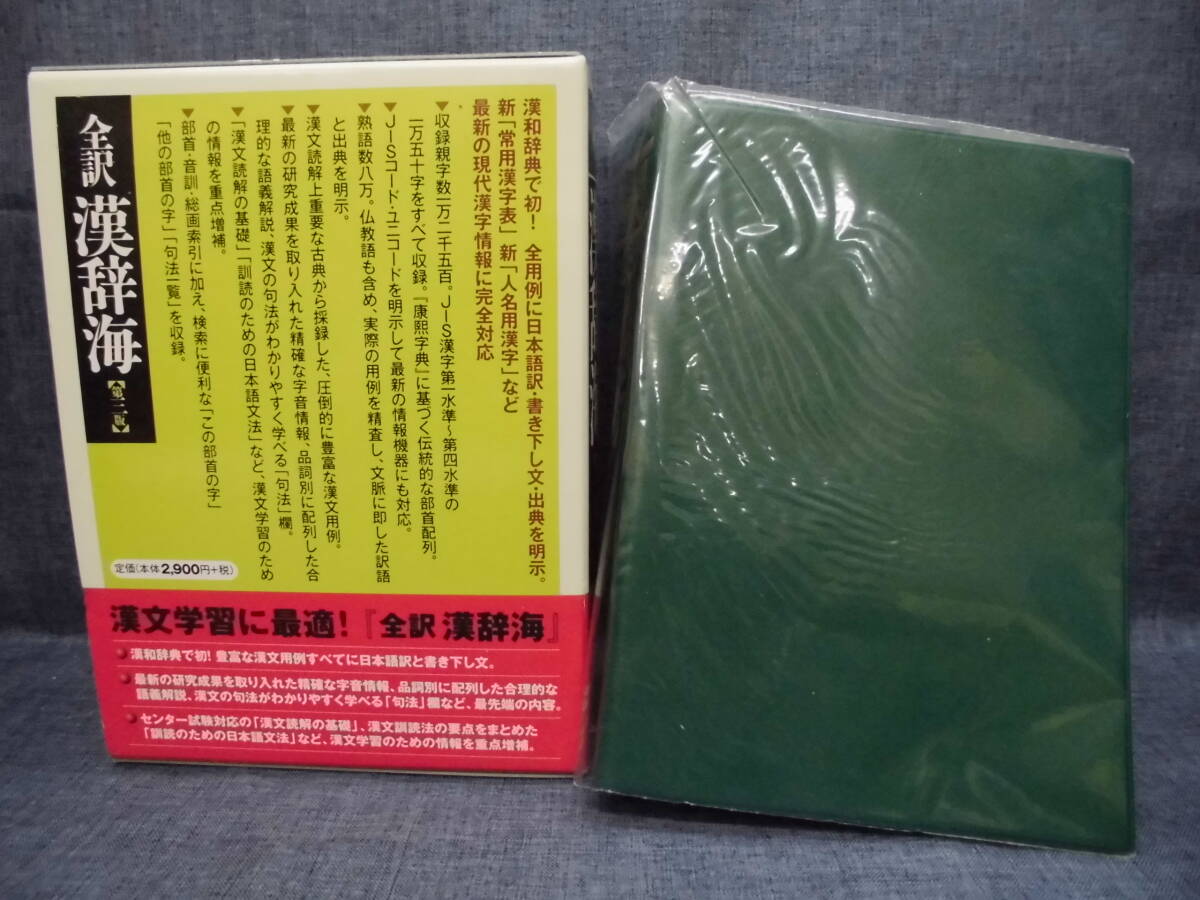 漢和辞典で初！ 全用例に日本語訳・書き下し文・出典を明示。
新「常用漢字表」 新「人名用漢字」など
最新の現代漢字情報に完全対応
▼収録親字数一万二千五百。JIS漢字第一水準～第四水準の
一万五十字をすべて収録。『康熙字典』に基づく伝統的な部首配列。
▼JISコード・ユニコードを明示して最新の情報機器にも対応。
▼熟語数八万。仏教語も含め、実際の用例を精査し、文脈に即した訳語
と出典を明示。
▼漢文読解上重要な古典から採録した、圧倒的に豊富な漢文用例。
▼最新の研究成果を取り入れた精確な字音情報、品詞別に配列した合
理的な語義解説、漢文の句法がわかりやすく学べる「句法」欄。
▼「漢文読解の基礎」「訓読のための日本語文法」など、漢文学習のため
の情報を重点増補。
▼部首・音訓・総画索引に加え、検索に便利な「この部首の字」
「他の部首の字」「句法一覧」を収録。
全訳 漢辞海【第三版】
定価(本体2,900円+税)
漢文学習に最適！『全訳 漢辞海』
●漢和辞典で初！豊富な漢文用例すべてに日本語訳と書き下し文。
●最新の研究成果を取り入れた精確な字音情報、品詞別に配列した合理的な
語義解説、漢文の句法がわかりやすく学べる「句法」欄など、最先端の内容。
●センター試験対応の「漢文読解の基礎」、漢文訓読法の要点をまとめた
「訓読のための日本語文法」など、漢文学習のための情報を重点増補。